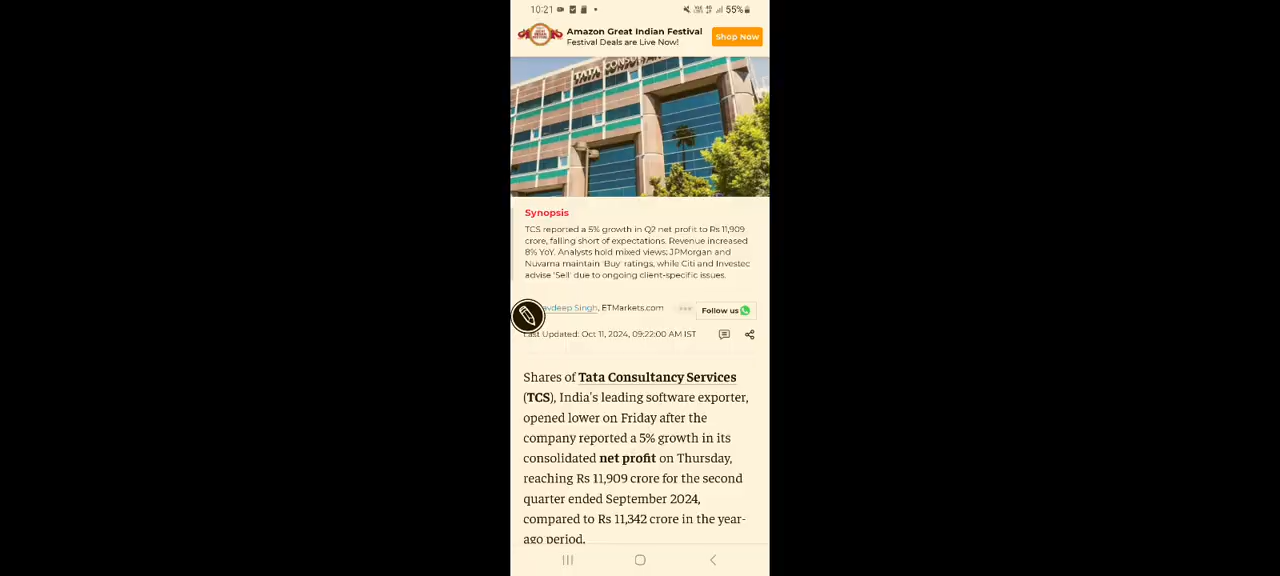 10:21
55%
Amazon Great Indian Festival
Festival Deals are Live Now!
Shop Now
TATA CONSU
Synopsis
TCS reported a 5% growth in Q2 net profit to Rs 11,909
crore, falling short of expectations. Revenue increased
8% YoY. Analysts hold mixed views: JPMorgan and
Nuvama maintain 'Buy' ratings, while Citi and Investec
advise 'Sell' due to ongoing client-specific issues.
avdeep Singh, ETMarkets.com
Follow us
Last Updated: Oct 11, 2024, 09:22:00 AM IST
Shares of Tata Consultancy Services
(TCS), India's leading software exporter,
opened lower on Friday after the
company reported a 5% growth in its
consolidated net profit on Thursday,
reaching Rs 11,909 crore for the second
quarter ended September 2024,
compared to Rs 11,342 crore in the year-
ago period.